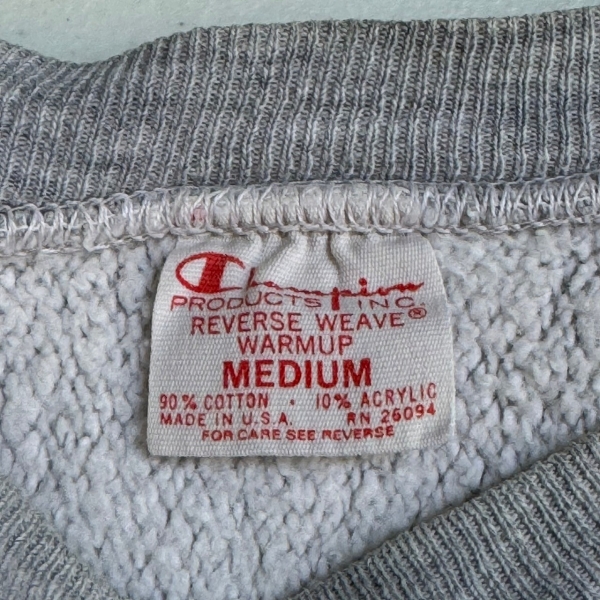 Champion
PRODUCTS INC.
REVERSE WEAVE®
WARMUP
MEDIUM
90% COTTON · 10% ACRYLIC
MADE IN U.S.A. RN 26094
FOR CARE SEE REVERSE